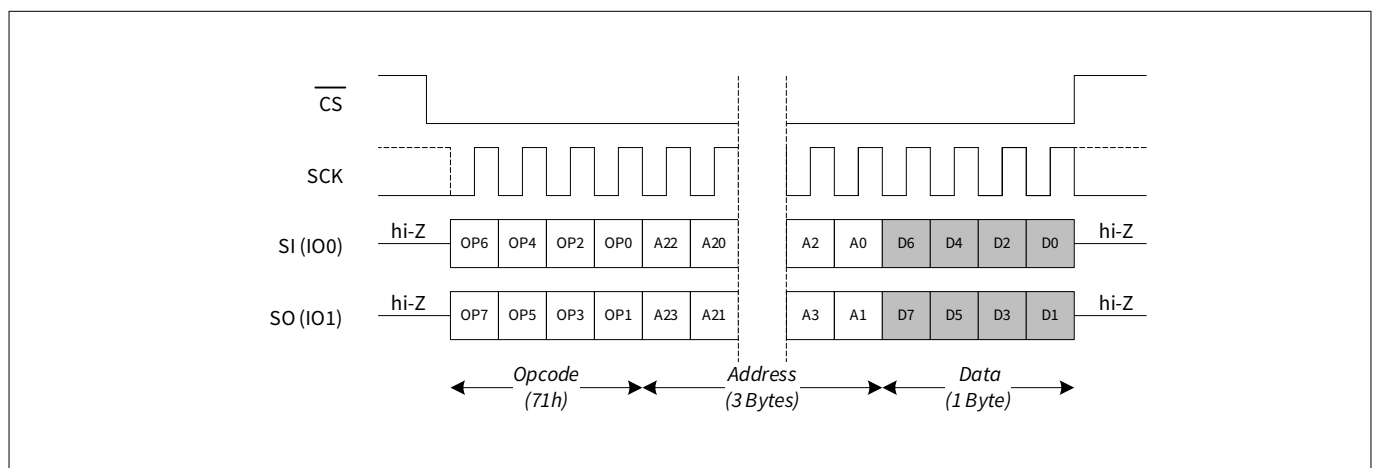 CS
SCK
hi-Z
hi-Z
SI (IO0)
OP6 OP4 OP2 OP0 A22 A20 A2 A0 D6 D4 D2 D0
hi-Z
hi-Z
SO (IO1)
OP7 OP5 OP3 OP1 A23 A21 A3 A1 D7 D5 D3 D1
Opcode Address Data
(71h) (3 Bytes) (1 Byte)